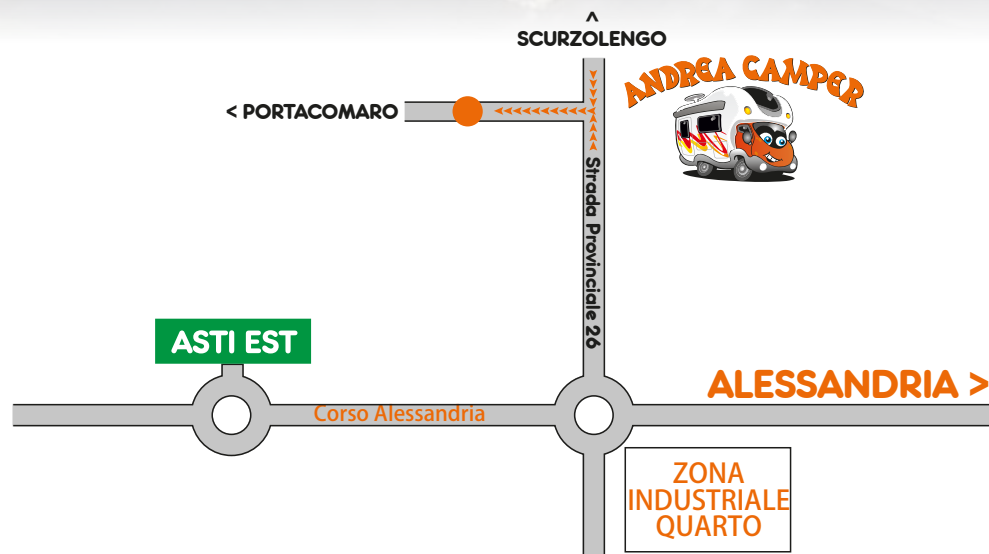 ^
SCURZOLENGO
ANDREA CAMPER
< PORTACOMARO
Strada Provinciale 26
ASTI EST
ALESSANDRIA >
Corso Alessandria
ZONA
INDUSTRIALE
QUARTO